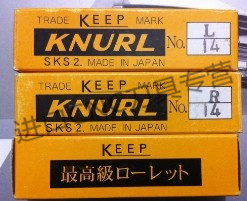 TRADE KEEP MARK
KNURL No. L 14
SKS 2. MADE IN JAPAN
TRADE KEEP MARK
KNURL No. R 14
SKS 2. MADE IN JAPAN
KEEP
最高級ローレット